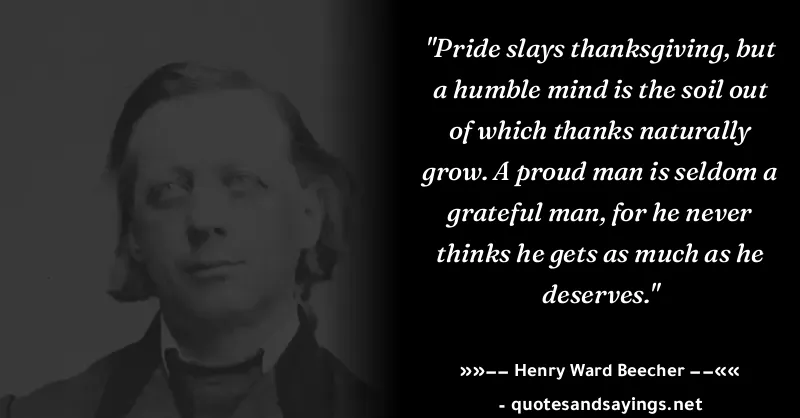 "Pride slays thanksgiving, but
a humble mind is the soil out
of which thanks naturally
grow. A proud man is seldom a
grateful man, for he never
thinks he gets as much as he
deserves."
»»−− Henry Ward Beecher −−««
- quotesandsayings.net